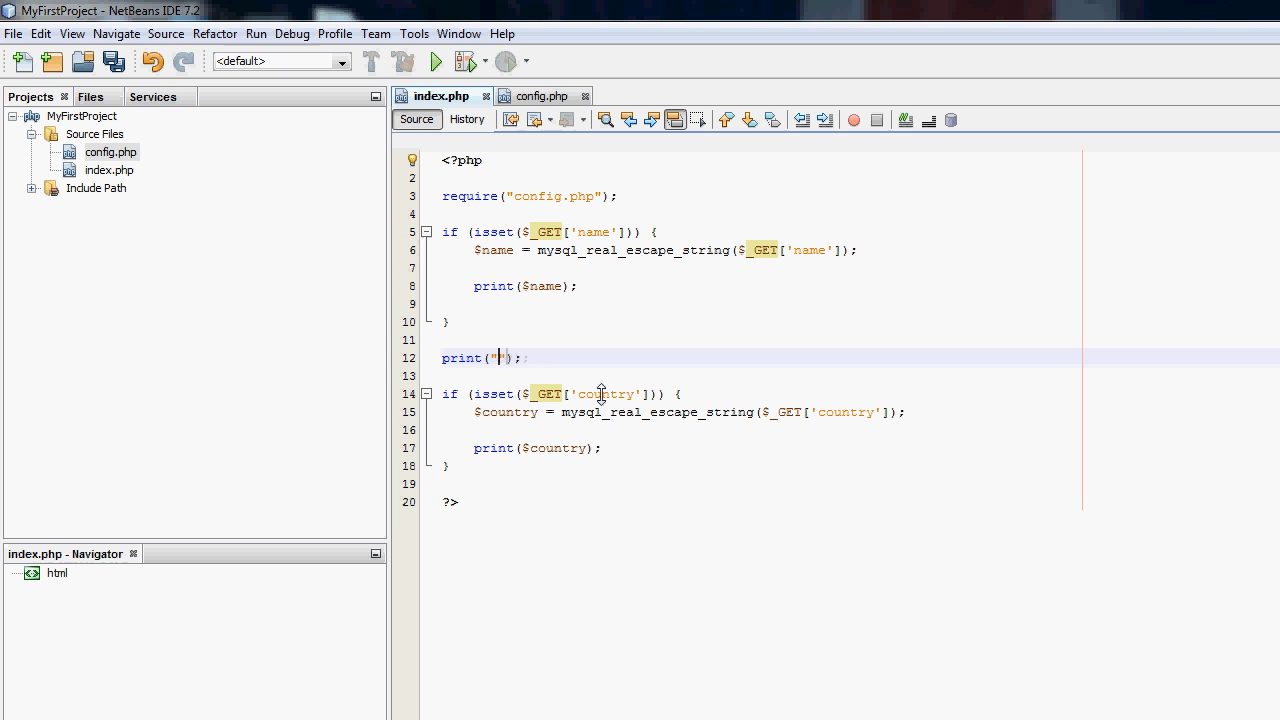 MyFirstProject - NetBeans IDE 7.2
File Edit View Navigate Source Refactor Run Debug Profile Team Tools Window Help
<default>
Projects Files Services
index.php config.php
MyFirstProject
Source Files
config.php
index.php
Include Path
Source History
<?php
2
3 require("config.php");
4
5 if (isset($_GET['name'])) {
6 $name = mysql_real_escape_string($_GET['name']);
7
8 print($name);
9
10 }
11
12 print("");
13
14 if (isset($_GET['country'])) {
15 $country = mysql_real_escape_string($_GET['country']);
16
17 print($country);
18 }
19
20 ?>
index.php - Navigator
html